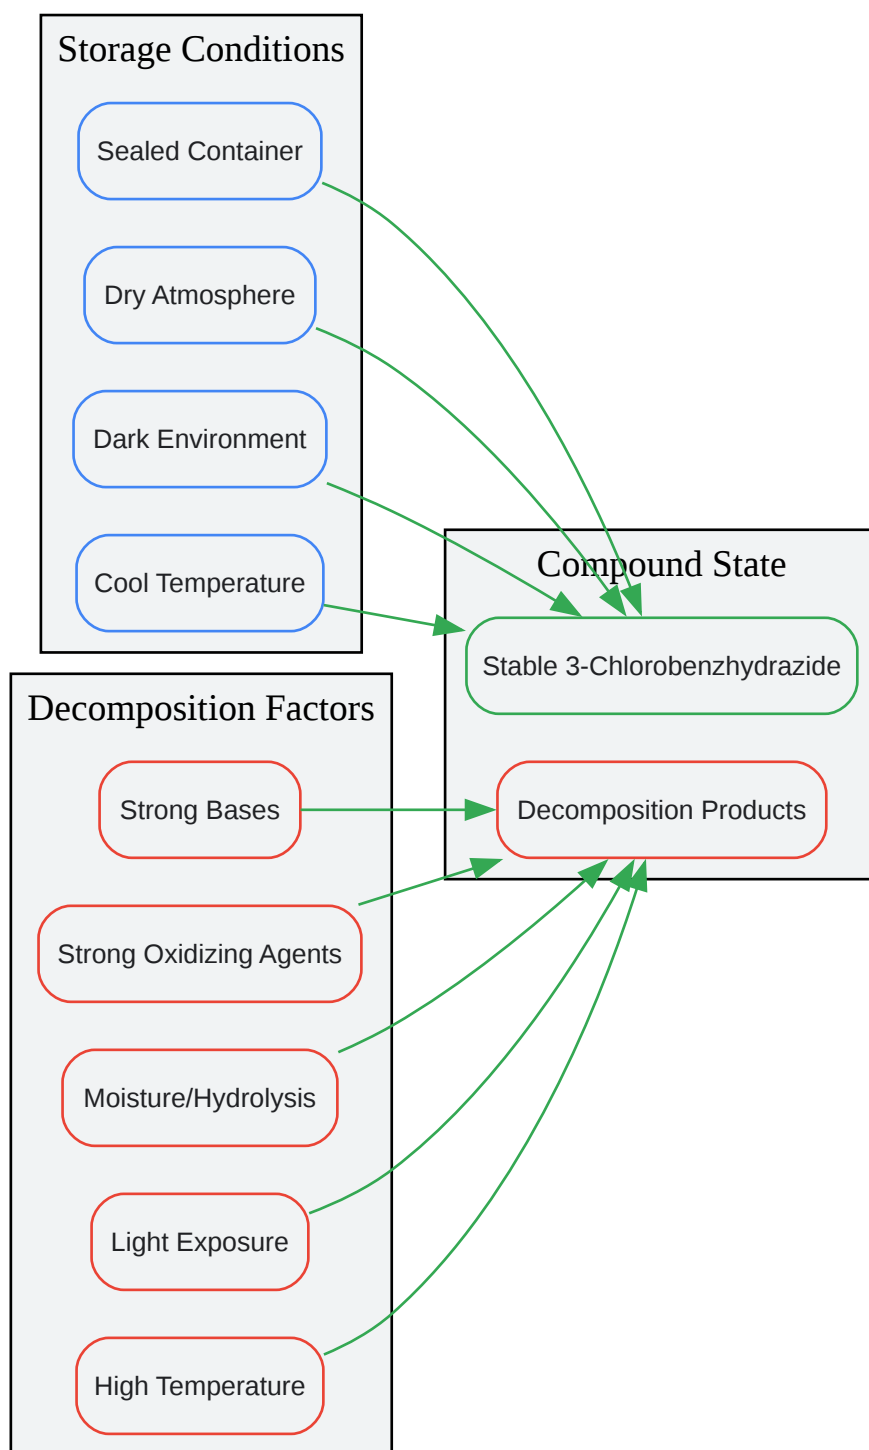 Storage Conditions
Sealed Container
Dry Atmosphere
Dark Environment
Cool Temperature
Compound State
Stable 3-Chlorobenzhydrazide
Decomposition Products
Decomposition Factors
Strong Bases
Strong Oxidizing Agents
Moisture/Hydrolysis
Light Exposure
High Temperature